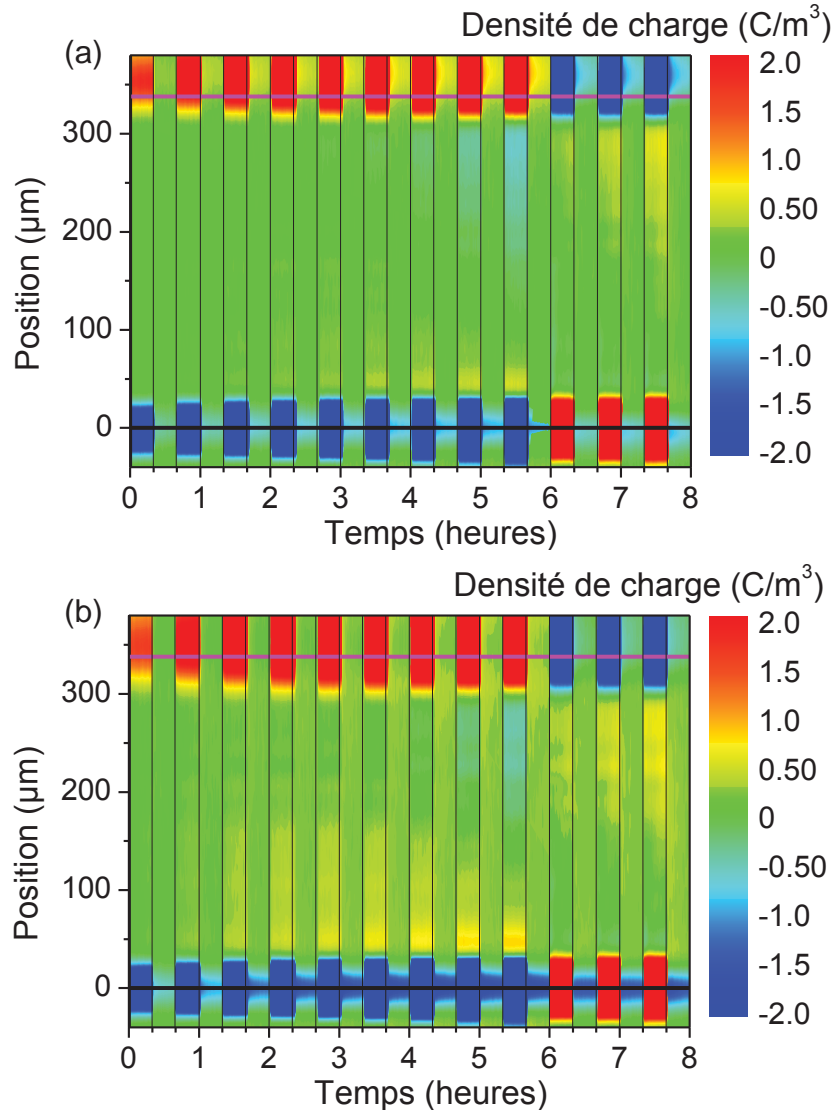 Densité de charge (C/m³)
(a)
2.0
1.5
1.0
0.50
0
-0.50
-1.0
-1.5
-2.0
Position (µm)
300
200
100
0
0 1 2 3 4 5 6 7 8
Temps (heures)
Densité de charge (C/m³)
(b)
2.0
1.5
1.0
0.50
0
-0.50
-1.0
-1.5
-2.0
Position (µm)
300
200
100
0
0 1 2 3 4 5 6 7 8
Temps (heures)